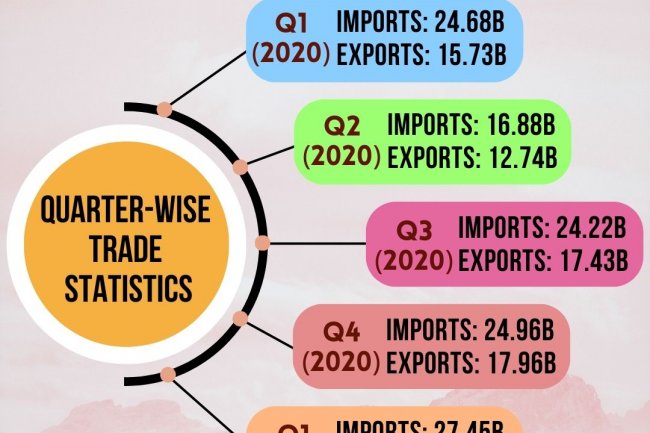 QUARTER-WISE
TRADE
STATISTICS
Q1 IMPORTS: 24.68B
(2020) EXPORTS: 15.73B
Q2 IMPORTS: 16.88B
(2020) EXPORTS: 12.74B
Q3 IMPORTS: 24.22B
(2020) EXPORTS: 17.43B
Q4 IMPORTS: 24.96B
(2020) EXPORTS: 17.96B
Q1 IMPORTS: 27.45B